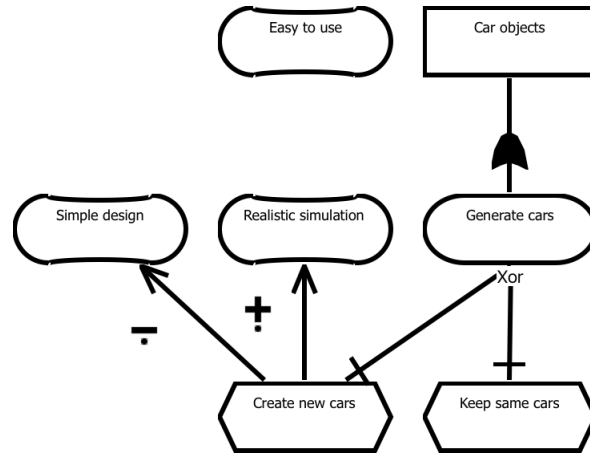 Easy to use
Car objects
Simple design
Realistic simulation
Generate cars
Xor
Create new cars
Keep same cars